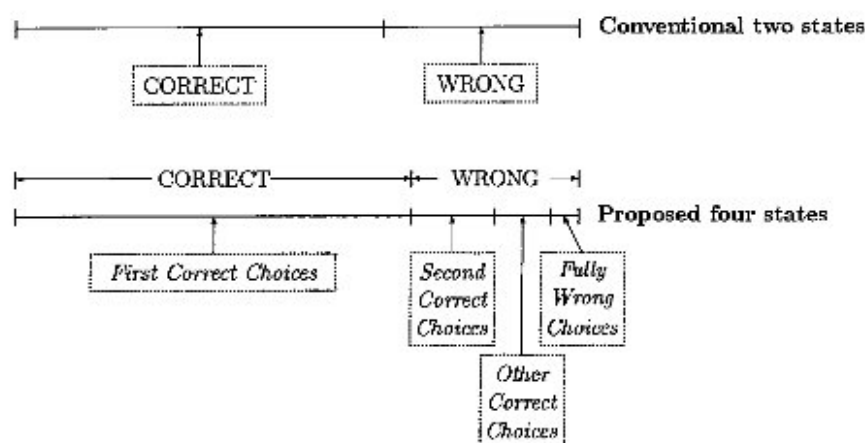 Conventional two states
CORRECT
WRONG
CORRECT
WRONG
Proposed four states
First Correct Choices
Second
Correct
Choices
Fully
Wrong
Choices
Other
Correct
Choices